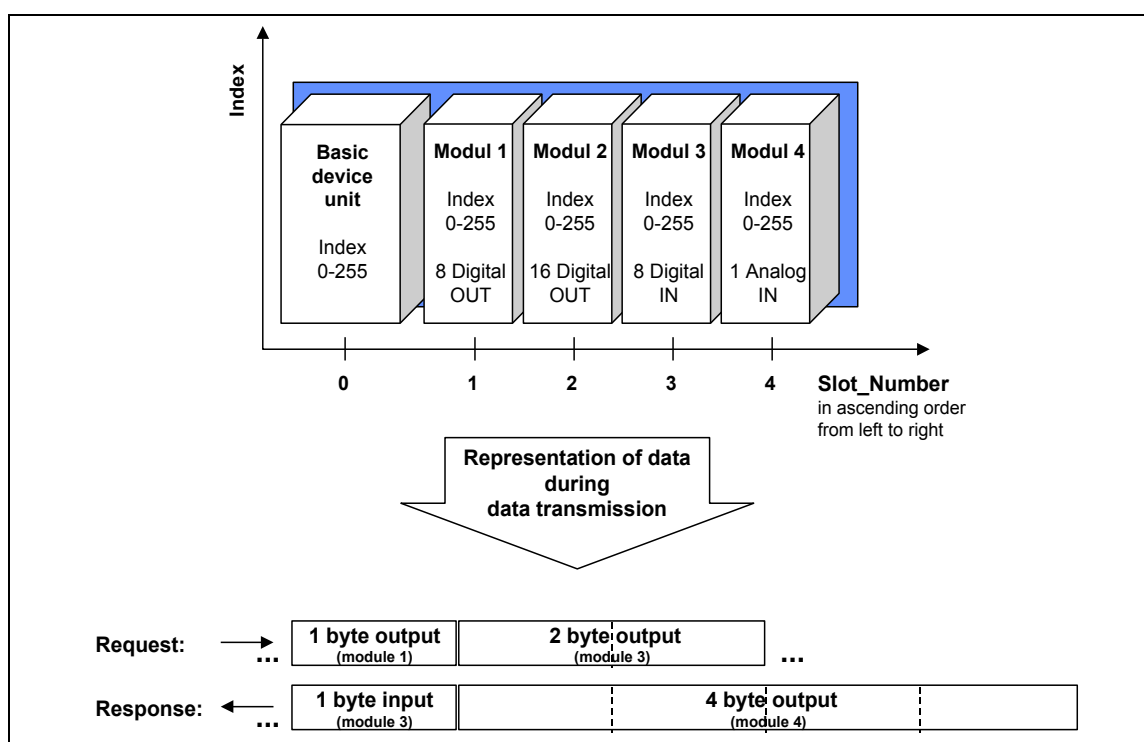 Index
Basic
device
unit
Index
0-255
Modul 1
Index
0-255
8 Digital
OUT
Modul 2
Index
0-255
16 Digital
OUT
Modul 3
Index
0-255
8 Digital
IN
Modul 4
Index
0-255
1 Analog
IN
0 1 2 3 4 Slot_Number
in ascending order
from left to right
Representation of data
during
data transmission
Request: ... 1 byte output 2 byte output ...
(module 1) (module 3)
Response: ... 1 byte input 4 byte output
(module 3) (module 4)